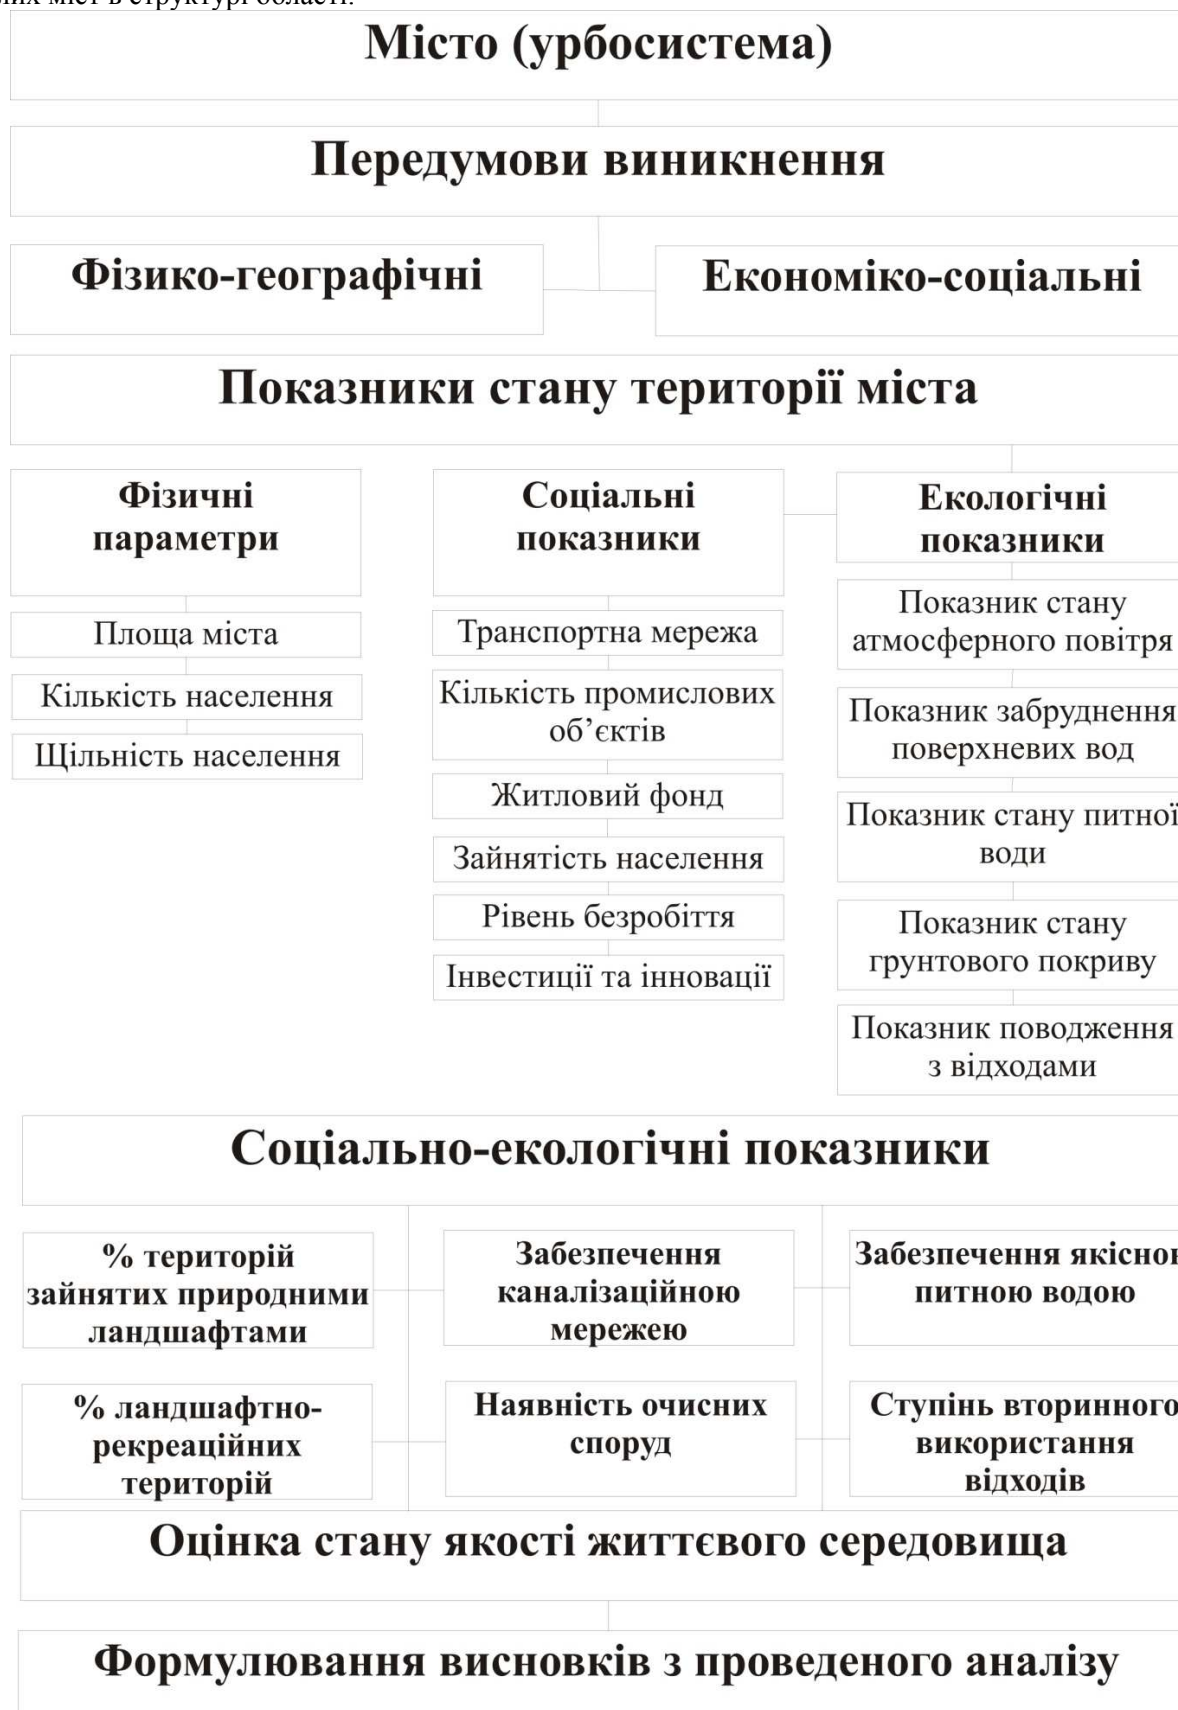 міст в структурі області.
Місто (урбосистема)
Передумови виникнення
Фізико-географічні
Економіко-соціальні
Показники стану території міста
Фізичні
параметри
Площа міста
Кількість населення
Щільність населення
Соціальні
показники
Транспортна мережа
Кількість промислових
об’єктів
Житловий фонд
Зайнятість населення
Рівень безробіття
Інвестиції та інновації
Екологічні
показники
Показник стану
атмосферного повітря
Показник забруднення
поверхневих вод
Показник стану питної
води
Показник стану
грунтового покриву
Показник поводження
з відходами
Соціально-екологічні показники
% територій
зайнятих природними
ландшафтами
Забезпечення
каналізаційною
мережею
Забезпечення
питною водою
% ландшафтно-
рекреаційних
територій
Наявність очисних
споруд
Ступінь вторинного
використання
відходів
Оцінка стану якості життєвого середовища
Формулювання висновків з проведеного аналізу